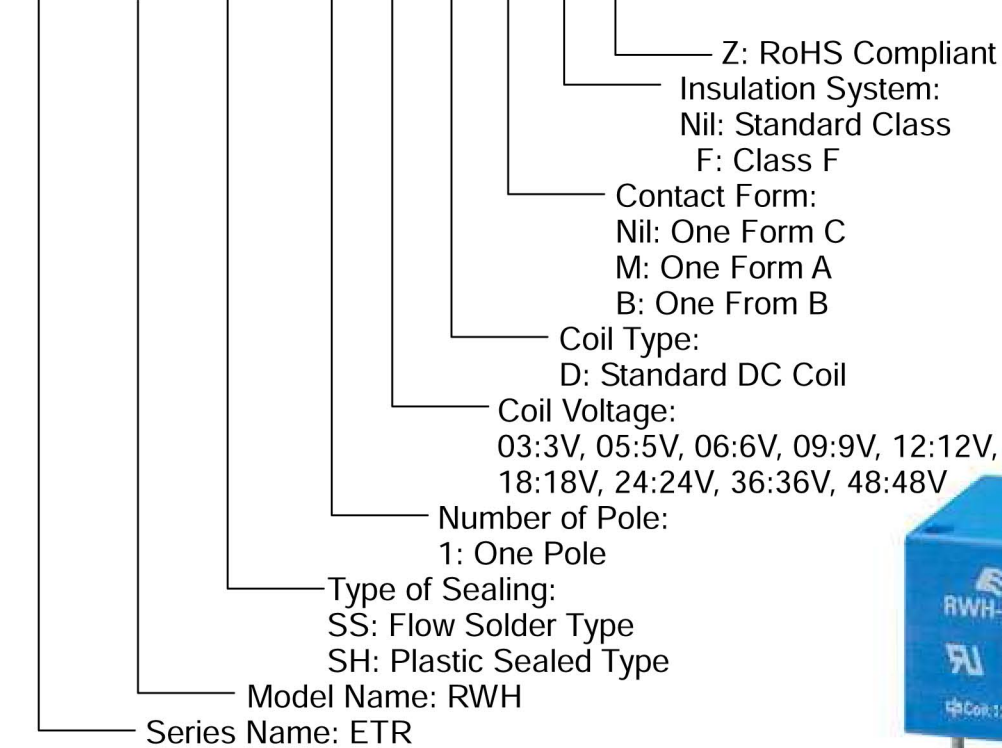 Z: RoHS Compliant
Insulation System:
Nil: Standard Class
F: Class F
Contact Form:
Nil: One Form C
M: One Form A
B: One From B
Coil Type:
D: Standard DC Coil
Coil Voltage:
03:3V, 05:5V, 06:6V, 09:9V, 12:12V,
18:18V, 24:24V, 36:36V, 48:48V
Number of Pole:
1: One Pole
Type of Sealing:
SS: Flow Solder Type
SH: Plastic Sealed Type
Model Name: RWH
Series Name: ETR
RWH-